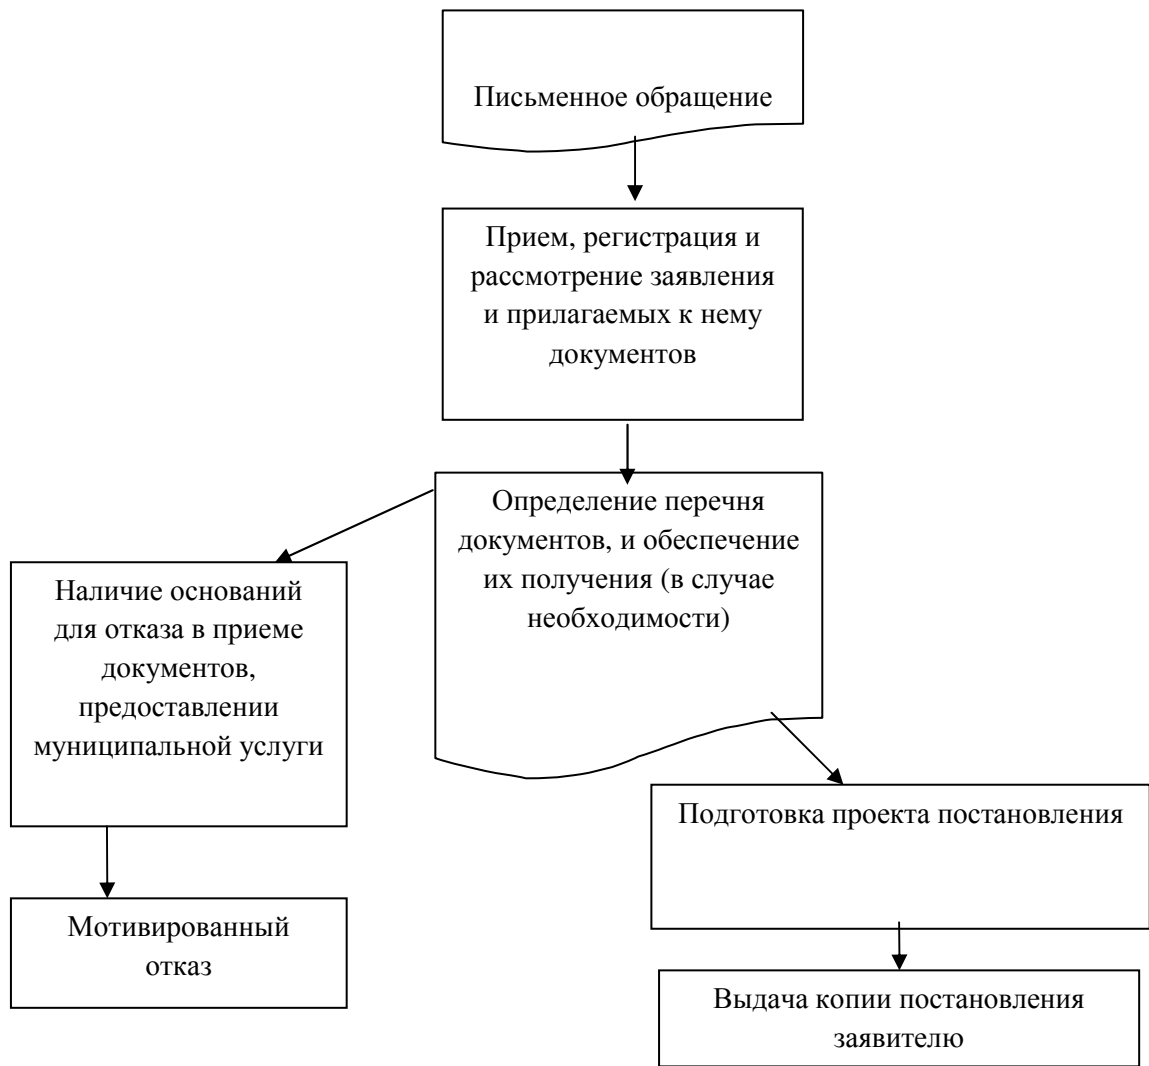 Письменное обращение
Прием, регистрация и
рассмотрение заявления
и прилагаемых к нему
документов
Определение перечня
документов, и обеспечение
их получения (в случае
необходимости)
Наличие оснований
для отказа в приеме
документов,
предоставлении
муниципальной услуги
Подготовка проекта постановления
Мотивированный
отказ
Выдача копии постановления
заявителю